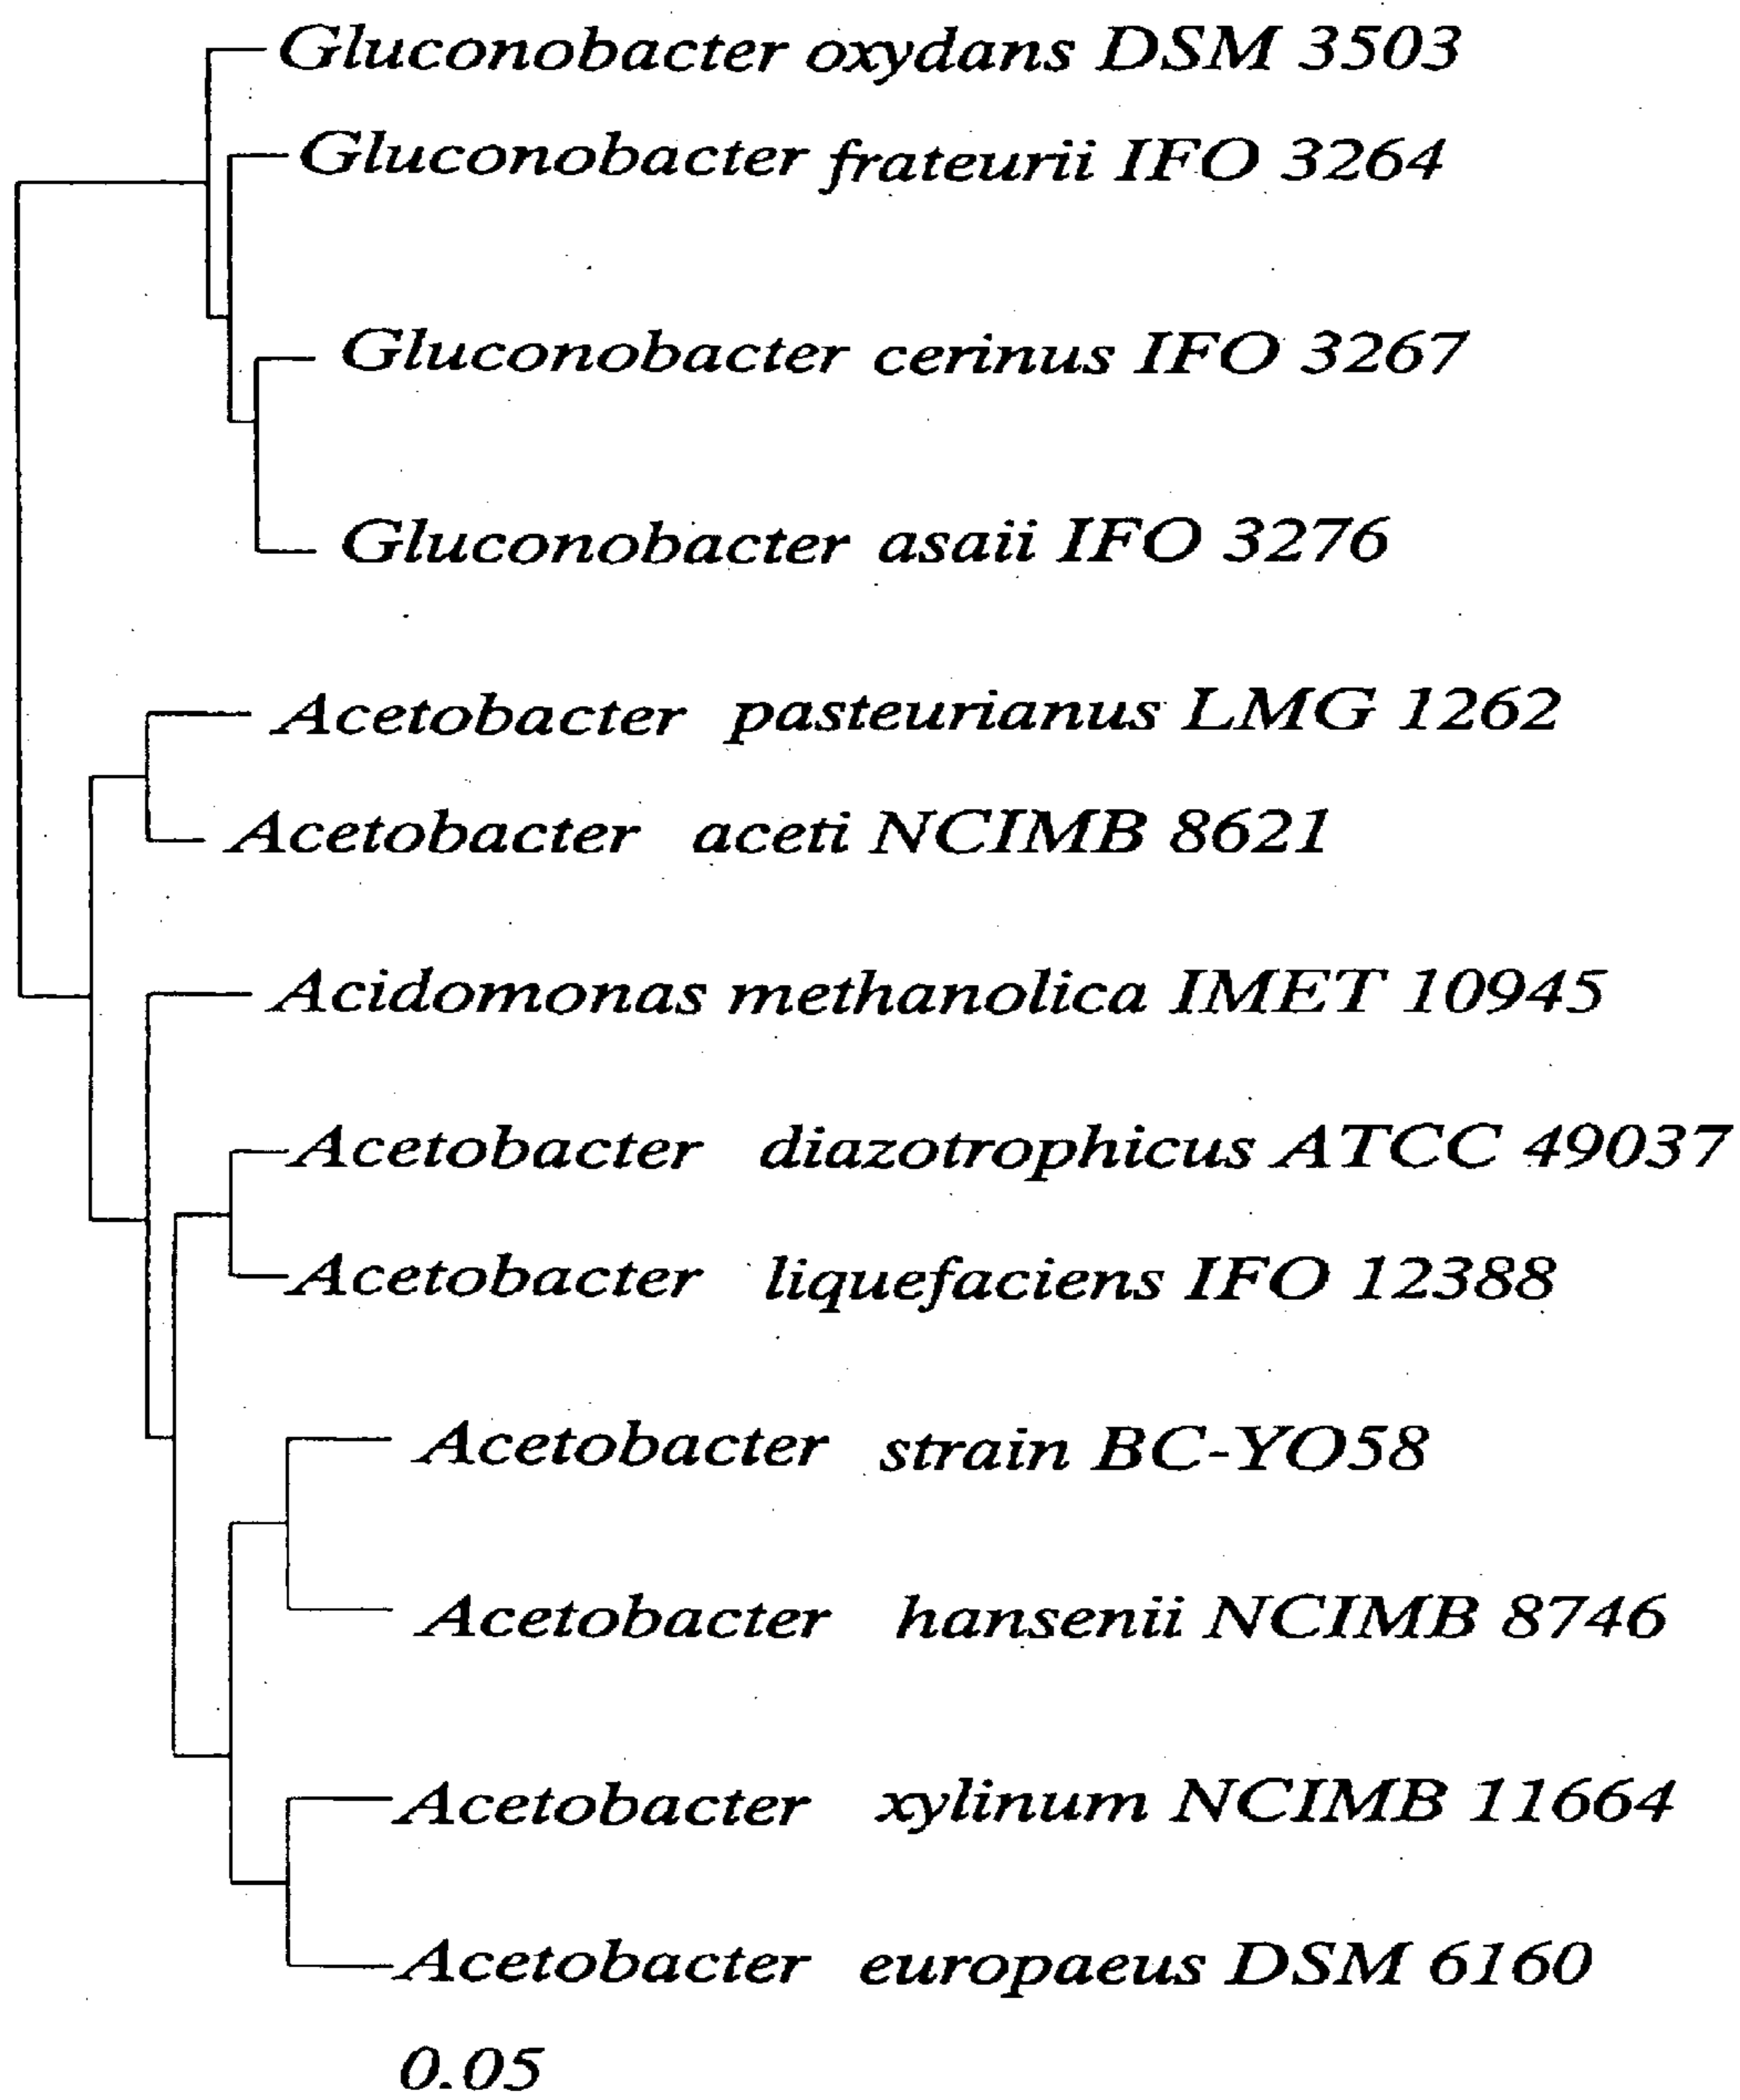 Gluconobacter oxydans DSM 3503
Gluconobacter frateurii IFO 3264
Gluconobacter cerinus IFO 3267
Gluconobacter asaii IFO 3276
Acetobacter pasteurianus LMG 1262
Acetobacter aceti NCIMB 8621
Acidomonas methanolica IMET 10945
Acetobacter diazotrophicus ATCC 49037
Acetobacter liquefaciens IFO 12388
Acetobacter strain BC-YO58
Acetobacter hansenii NCIMB 8746
Acetobacter xylinum NCIMB 11664
Acetobacter europaeus DSM 6160
0.05